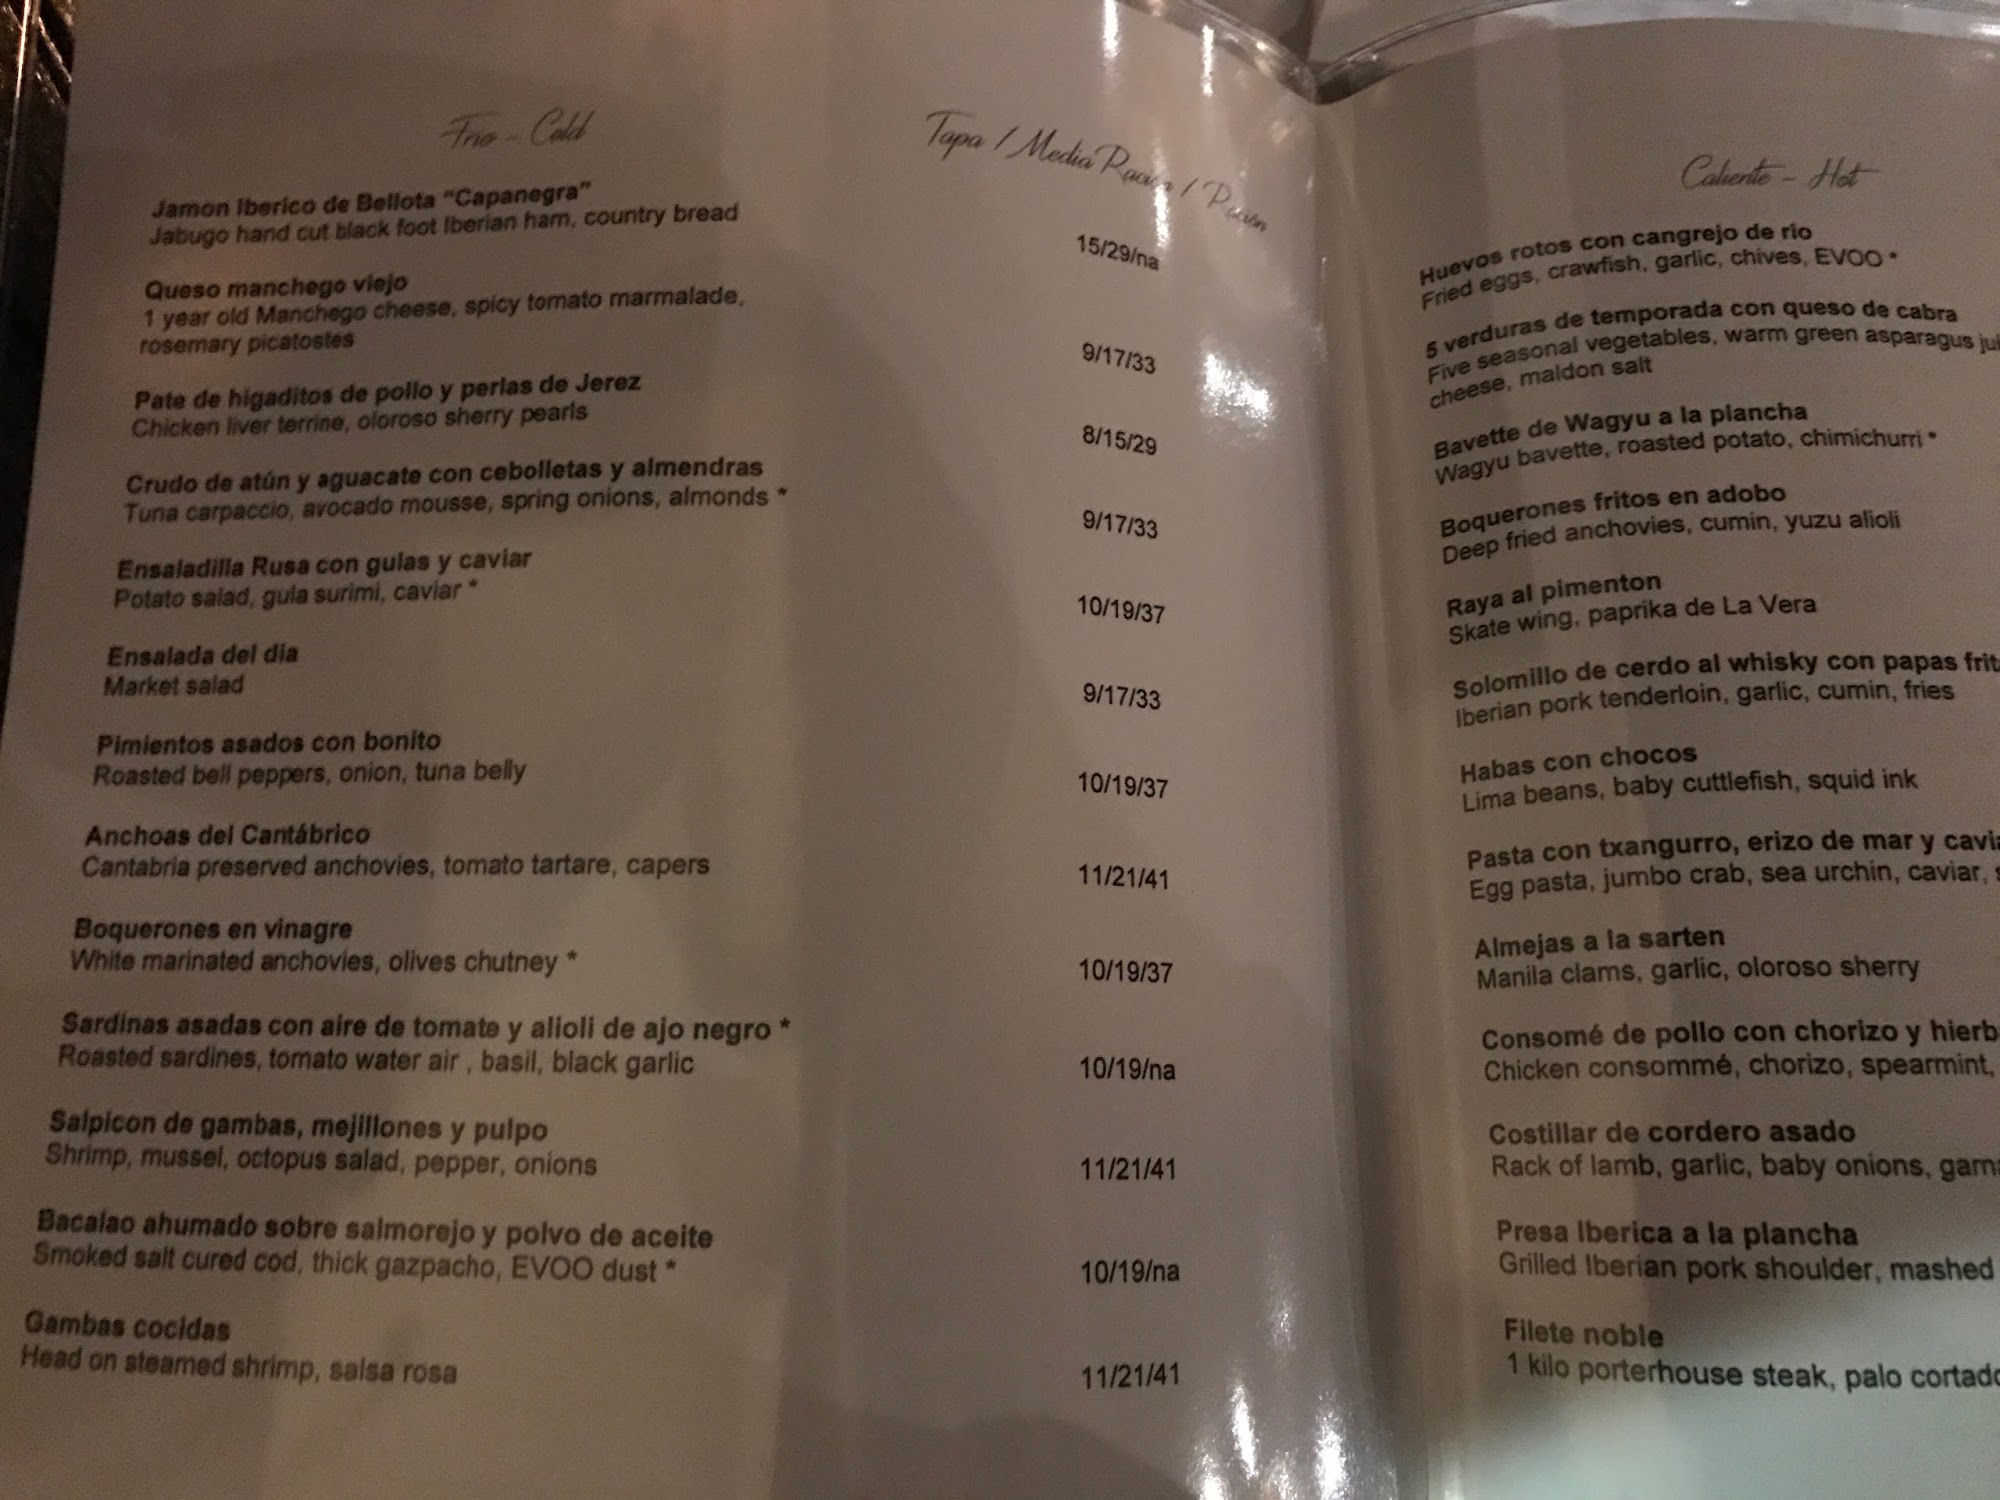 Frio - Cold
Tapa / Media Ración / Ración
Jamon Iberico de Bellota “Capanegra”
Jabugo hand cut black foot Iberian ham, country bread
15/29/na
Queso manchego viejo
1 year old Manchego cheese, spicy tomato marmalade,
rosemary picatostes
9/17/33
Pate de higaditos de pollo y perlas de Jerez
Chicken liver terrine, oloroso sherry pearls
8/15/29
Crudo de atún y aguacate con cebolletas y almendras
Tuna carpaccio, avocado mousse, spring onions, almonds *
9/17/33
Ensaladilla Rusa con gulas y caviar
Potato salad, gula surimi, caviar *
10/19/37
Ensalada del dia
Market salad
9/17/33
Pimientos asados con bonito
Roasted bell peppers, onion, tuna belly
10/19/37
Anchoas del Cantábrico
Cantabria preserved anchovies, tomato tartare, capers
11/21/41
Boquerones en vinagre
White marinated anchovies, olives chutney *
10/19/37
Sardinas asadas con aire de tomate y alioli de ajo negro *
Roasted sardines, tomato water air , basil, black garlic
10/19/na
Salpicon de gambas, mejillones y pulpo
Shrimp, mussel, octopus salad, pepper, onions
11/21/41
Bacalao ahumado sobre salmorejo y polvo de aceite
Smoked salt cured cod, thick gazpacho, EVOO dust *
10/19/na
Gambas cocidas
Head on steamed shrimp, salsa rosa
11/21/41
Caliente - Hot
Huevos rotos con cangrejo de rio
Fried eggs, crawfish, garlic, chives, EVOO *
5 verduras de temporada con queso de cabra
Five seasonal vegetables, warm green asparagus
cheese, maldon salt
Bavette de Wagyu a la plancha
Wagyu bavette, roasted potato, chimichurri *
Boquerones fritos en adobo
Deep fried anchovies, cumin, yuzu alioli
Raya al pimenton
Skate wing, paprika de La Vera
Solomillo de cerdo al whisky con papas
Iberian pork tenderloin, garlic, cumin, fries
Habas con chocos
Lima beans, baby cuttlefish, squid ink
Pasta con txangurro, erizo de mar y
Egg pasta, jumbo crab, sea urchin, caviar,
Almejas a la sarten
Manila clams, garlic, oloroso sherry
Consomé de pollo con chorizo y
Chicken consommé, chorizo, spearmint,
Costillar de cordero asado
Rack of lamb, garlic, baby onions,
Presa Iberica a la plancha
Grilled Iberian pork shoulder, mashed
Filete noble
1 kilo porterhouse steak, palo